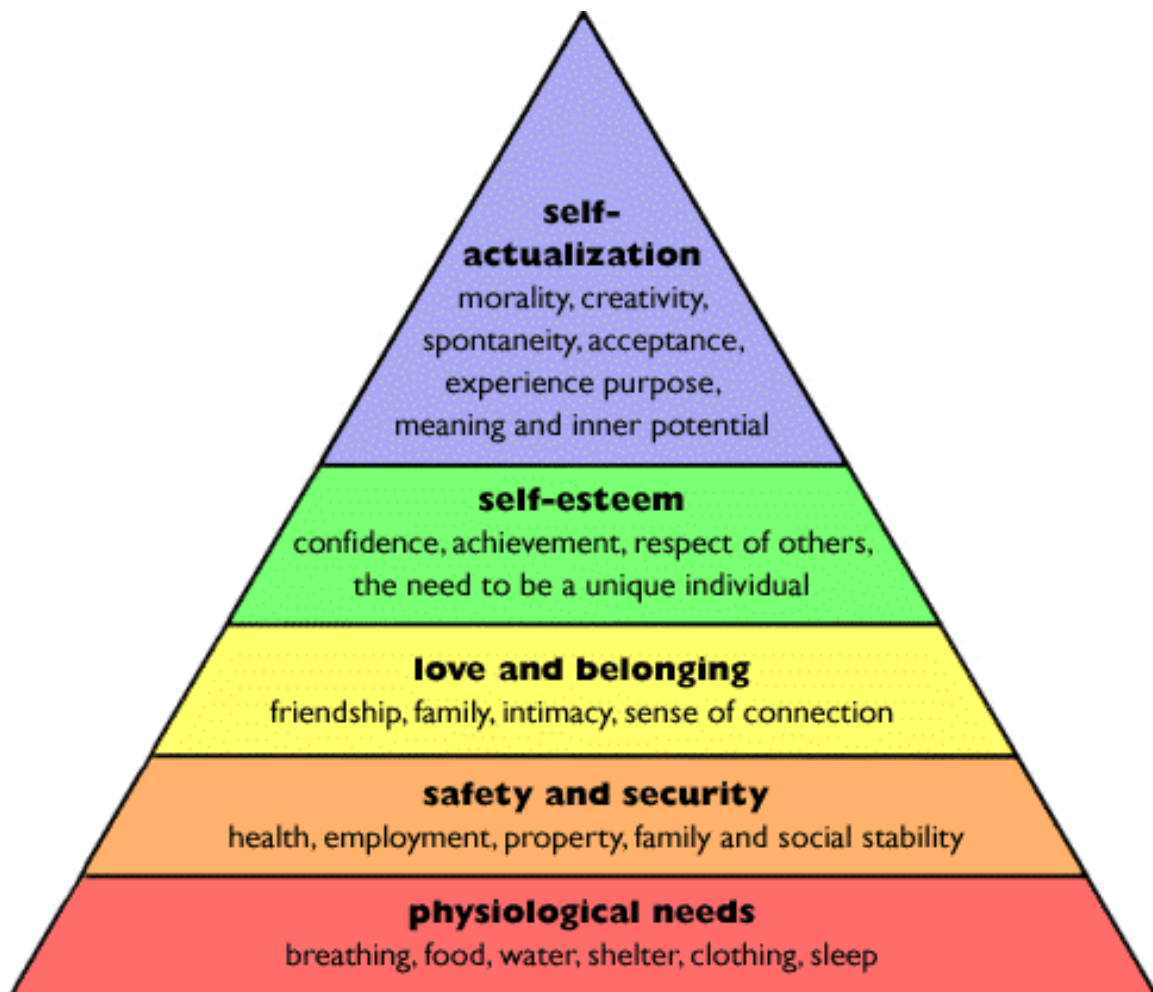 self-
actualization
morality, creativity,
spontaneity, acceptance,
experience purpose,
meaning and inner potential
self-esteem
confidence, achievement, respect of others,
the need to be a unique individual
love and belonging
friendship, family, intimacy, sense of connection
safety and security
health, employment, property, family and social stability
physiological needs
breathing, food, water, shelter, clothing, sleep